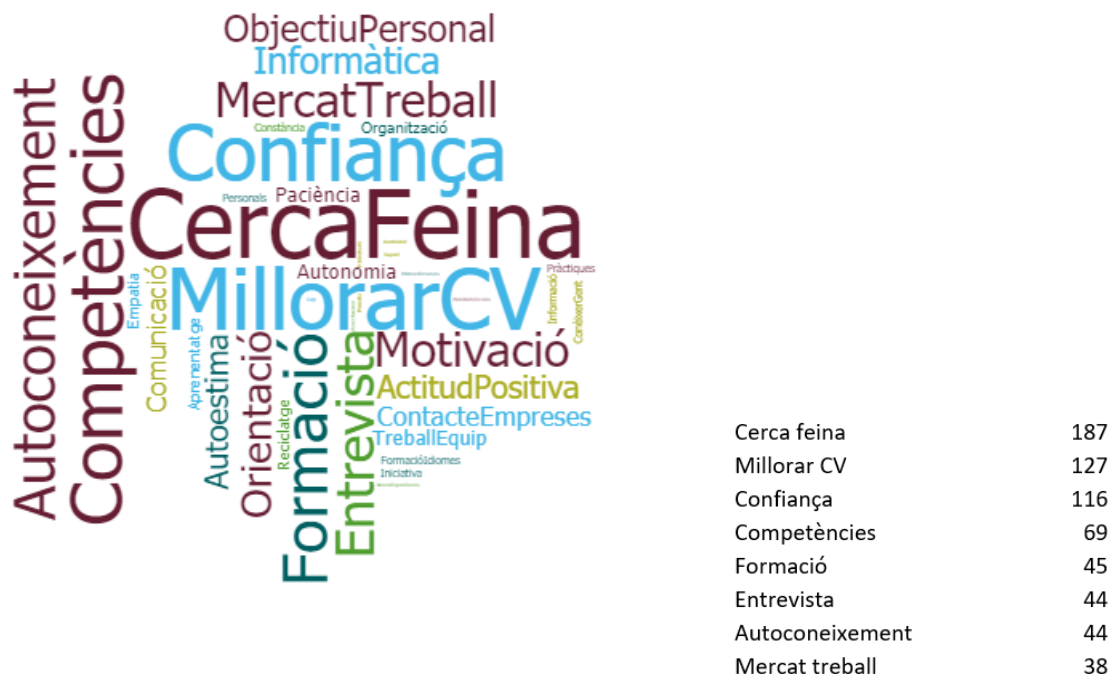 ObjectiuPersonal
Informàtica
MercatTreball
Constància
Organització
Confiança
Personals
Paciència
CercaFeina
Autoconeixement
Competències
Autonomia
Pràctiques
MillorarCV
Empatia
Comunicació
Informació
ConèixerGent
Aprenentatge
Autoestima
Orientació
Reciclatge
Formació
Entrevista
Motivació
ActitudPositiva
ContacteEmpreses
TreballEquip
FormacióIdiomes
Iniciativa
Cerca feina 187
Millorar CV 127
Confiança 116
Competències 69
Formació 45
Entrevista 44
Autoconeixement 44
Mercat treball 38